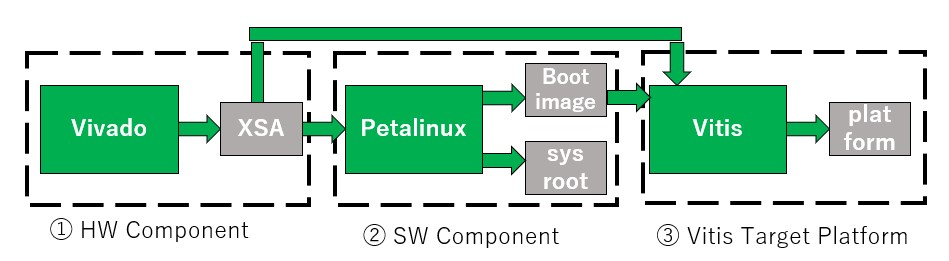 Vivado
XSA
Petalinux
Boot
image
sys
root
Vitis
plat
form
① HW Component
② SW Component
③ Vitis Target Platform